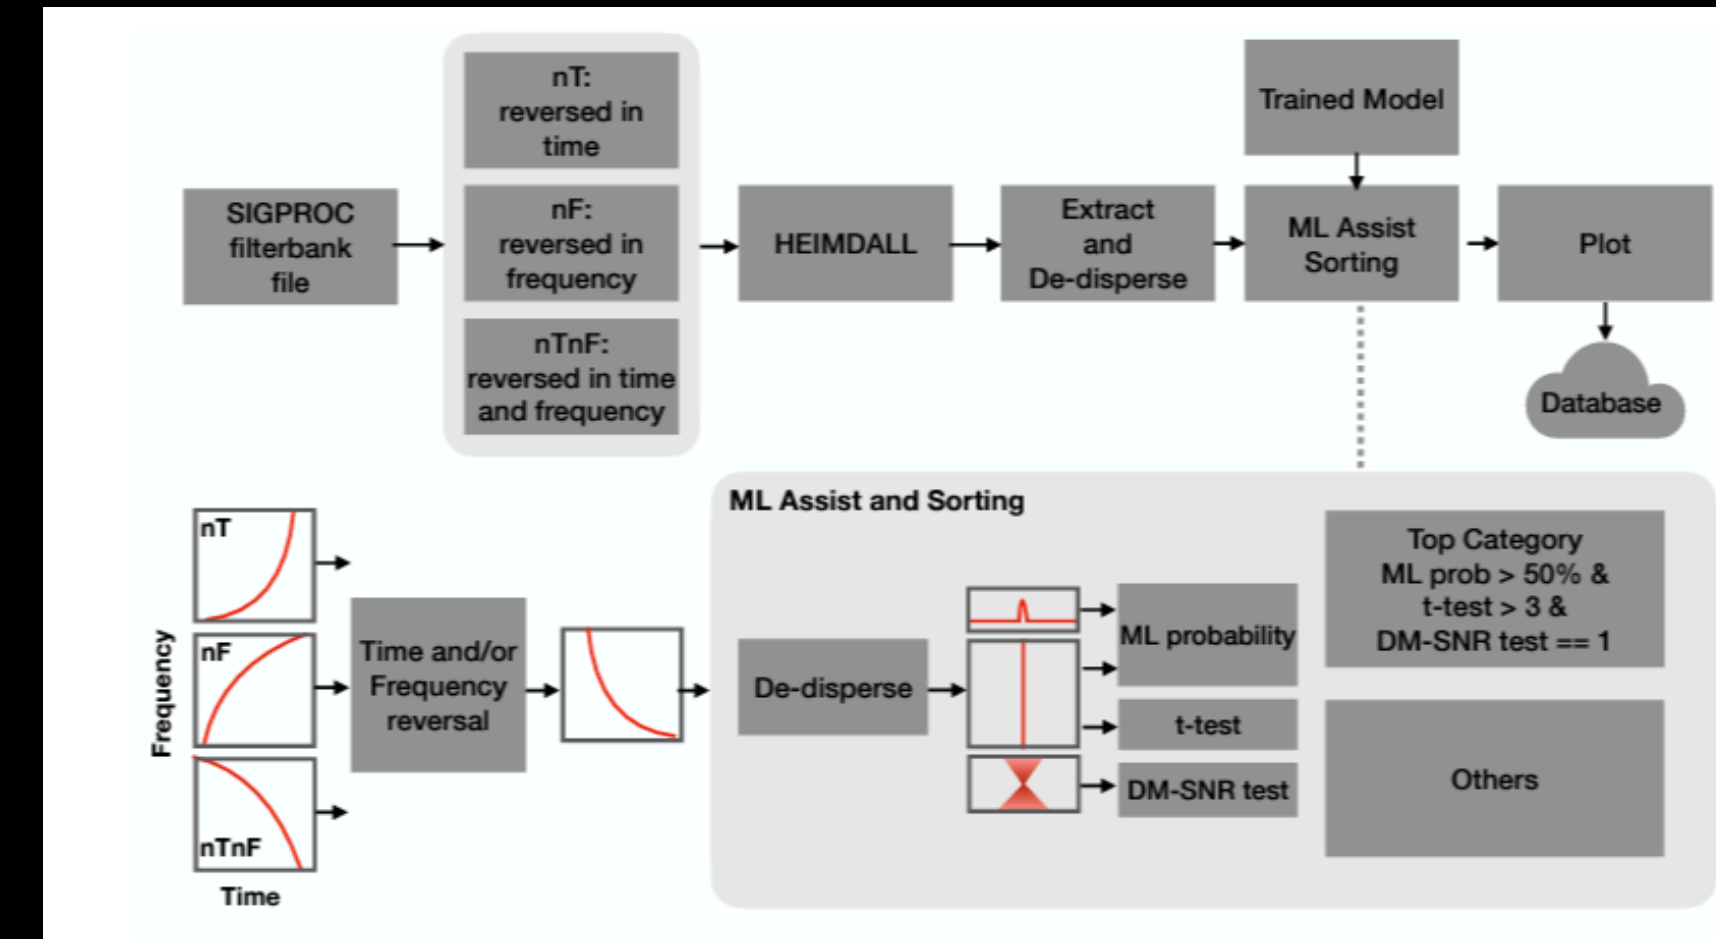 nT:
reversed in
time
Trained Model
SIGPROC
filterbank
file
nF:
reversed in
frequency
HEIMDALL
Extract
and
De-disperse
ML Assist
Sorting
Plot
nTnF:
reversed in time
and frequency
Database
ML Assist and Sorting
nT
nF
nTnF
Frequency
Time
Time and/or
Frequency
reversal
De-disperse
ML probability
t-test
DM-SNR test
Top Category
ML prob > 50% &
t-test > 3 &
DM-SNR test == 1
Others